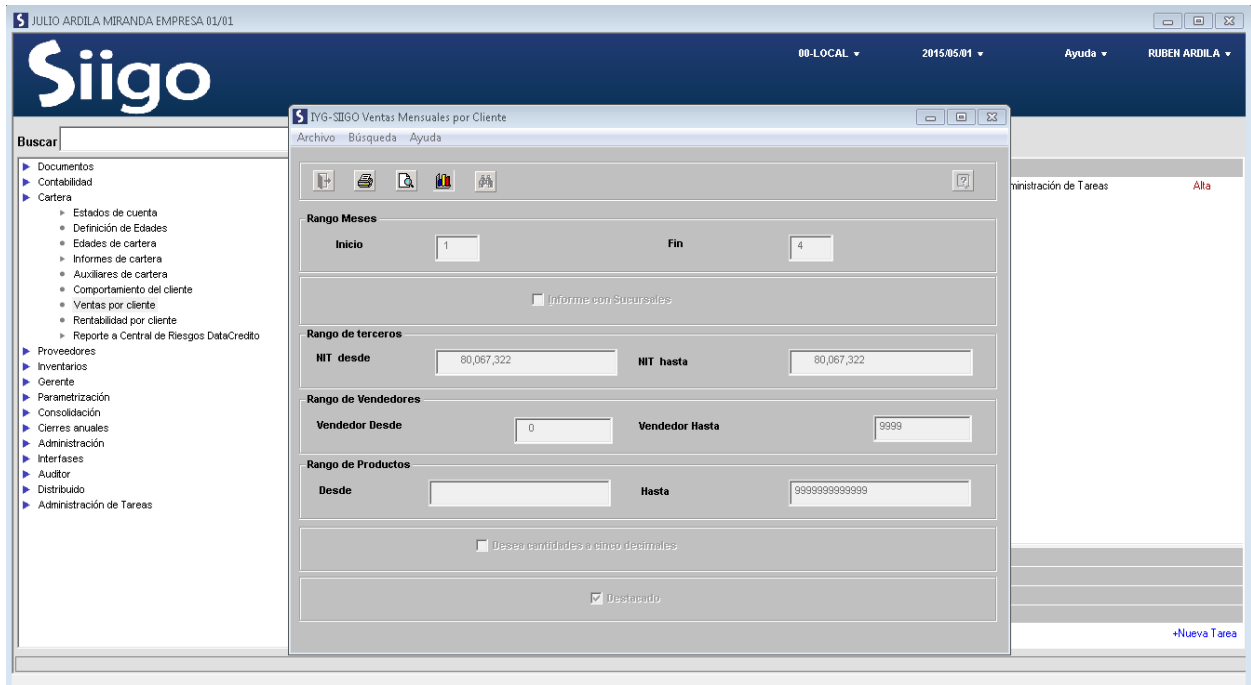 JULIO ARDILA MIRANDA EMPRESA 01/01
Siigo
00-LOCAL
2015/05/01
Ayuda
RUBEN ARDILA
Buscar
Documentos
Contabilidad
Cartera
Estados de cuenta
Definición de Edades
Edades de cartera
Informes de cartera
Auxiliares de cartera
Comportamiento del cliente
Ventas por cliente
Rentabilidad por cliente
Reporte a Central de Riesgos DataCredito
Proveedores
Inventarios
Gerente
Parametrización
Consolidación
Cierres anuales
Administración
Interfases
Auditor
Distribuido
Administración de Tareas
IYG-SIIGO Ventas Mensuales por Cliente
Archivo Búsqueda Ayuda
Rango Meses
Inicio 1 Fin 4
Informe con Sucursales
Rango de terceros
NIT desde 80,067,322 NIT hasta 80,067,322
Rango de Vendedores
Vendedor Desde 0 Vendedor Hasta 9999
Rango de Productos
Desde Hasta 9999999999999
Desea cantidades a cinco decimales
Destacado
ministración de Tareas Alta
+Nueva Tarea